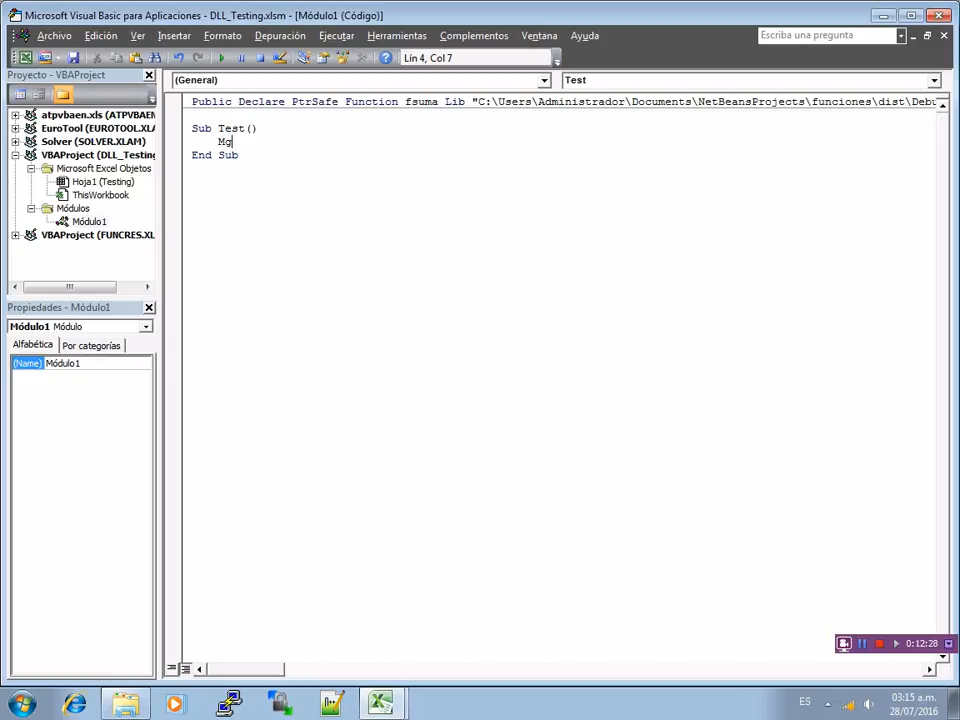 Microsoft Visual Basic para Aplicaciones - DLL_Testing.xlsm - [Módulo1 (Código)]
Archivo Edición Ver Insertar Formato Depuración Ejecutar Herramientas Complementos Ventana Ayuda Escriba una pregunta
Lín 4, Col 7
Proyecto - VBAProject
atpvbaen.xls (ATPVBAEN
EuroTool (EUROTOOL.XLA
Solver (SOLVER.XLAM)
VBAProject (DLL_Testing
Microsoft Excel Objetos
Hoja1 (Testing)
ThisWorkbook
Módulos
Módulo1
VBAProject (FUNCRES.XL
Propiedades - Módulo1
Módulo1 Módulo
Alfabética Por categorías
(Name) Módulo1
(General) Test
Public Declare PtrSafe Function fsuma Lib "C:\Users\Administrador\Documents\NetBeansProjects\funciones\dist\Debu
Sub Test()
Mg
End Sub
0:12:28
ES 03:15 a.m.
28/07/2016